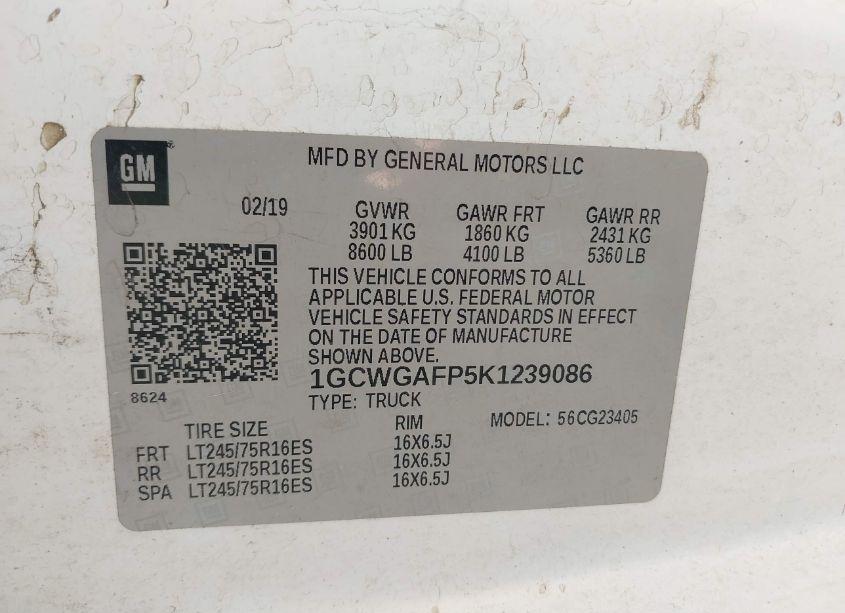 GM
MFD BY GENERAL MOTORS LLC
02/19 GVWR GAWR FRT GAWR RR
3901 KG 1860 KG 2431 KG
8600 LB 4100 LB 5360 LB
THIS VEHICLE CONFORMS TO ALL
APPLICABLE U.S. FEDERAL MOTOR
VEHICLE SAFETY STANDARDS IN EFFECT
ON THE DATE OF MANUFACTURE
SHOWN ABOVE.
1GCWGAFP5K1239086
8624
TYPE: TRUCK
TIRE SIZE RIM MODEL: 56CG23405
FRT LT245/75R16ES 16X6.5J
RR LT245/75R16ES 16X6.5J
SPA LT245/75R16ES 16X6.5J